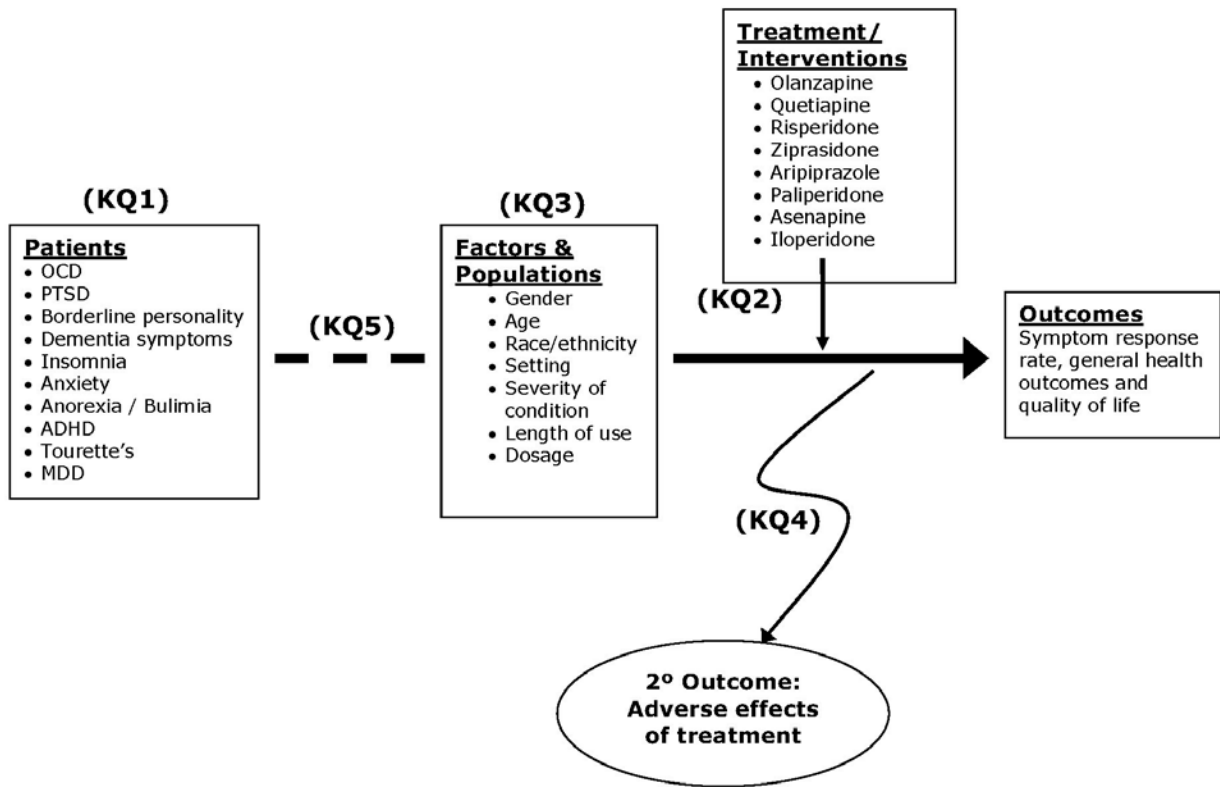 (KQ1)
Patients
• OCD
• PTSD
• Borderline personality
• Dementia symptoms
• Insomnia
• Anxiety
• Anorexia / Bulimia
• ADHD
• Tourette's
• MDD
(KQ5)
(KQ3)
Factors &
Populations
• Gender
• Age
• Race/ethnicity
• Setting
• Severity of
condition
• Length of use
• Dosage
Treatment/
Interventions
• Olanzapine
• Quetiapine
• Risperidone
• Ziprasidone
• Aripiprazole
• Paliperidone
• Asenapine
• Iloperidone
(KQ2)
Outcomes
Symptom response
rate, general health
outcomes and
quality of life
(KQ4)
2º Outcome:
Adverse effects
of treatment